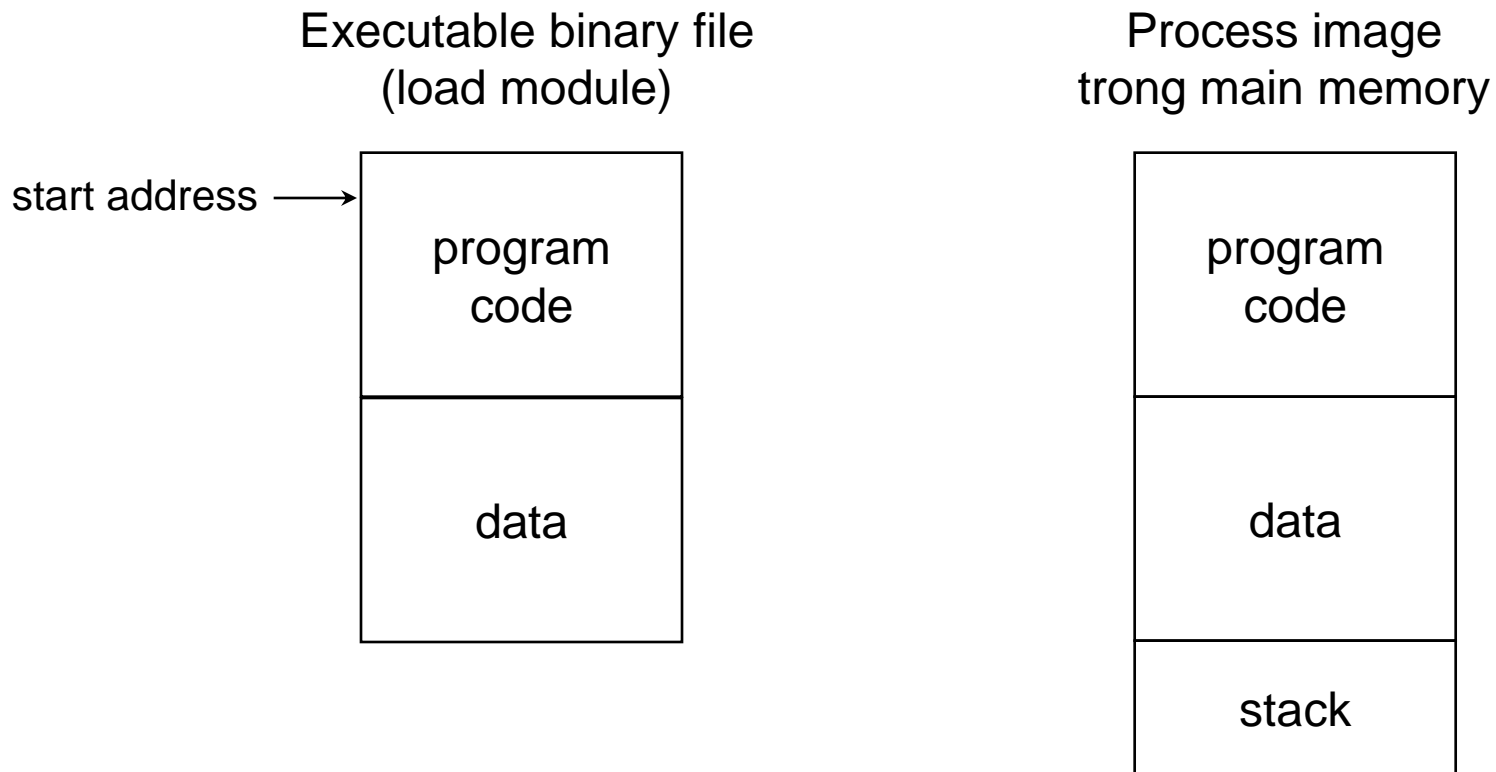 Executable binary file
(load module)
Process image
trong main memory
start address
program
code
data
program
code
data
stack